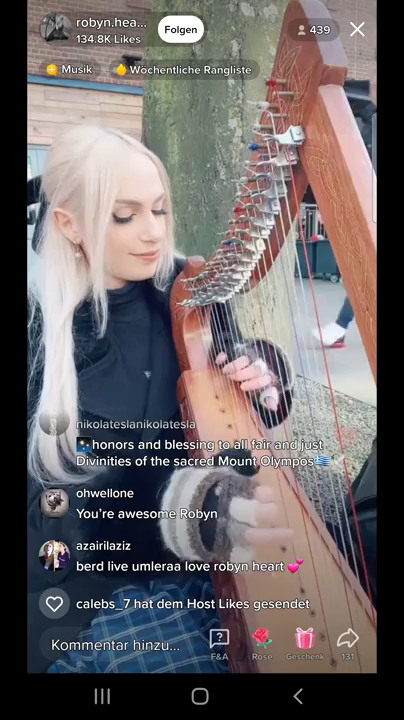 robyn.hea...
134.8K Likes
Folgen
439
Musik
Wöchentliche Rangliste
nikolateslanikolatesla
honors and blessing to all fair and just
Divinities of the sacred Mount Olympos
ohwellone
You're awesome Robyn
azairilaziz
berd live umleraa love robyn heart
calebs_7 hat dem Host Likes gesendet
Kommentar hinzu...
F&A
Rose
Geschenk
131